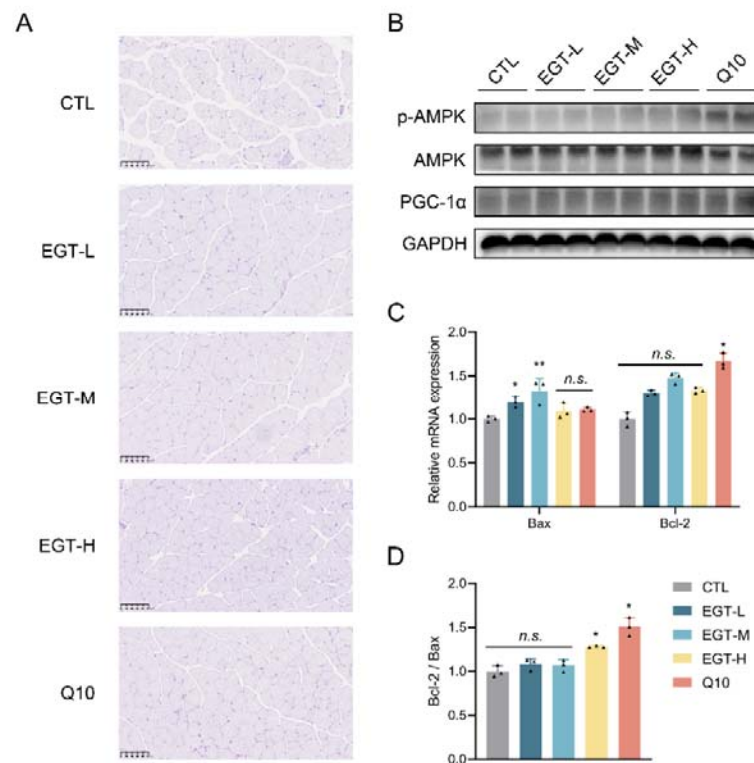 A
CTL
EGT-L
EGT-M
EGT-H
Q10
B
CTL EGT-L EGT-M EGT-H Q10
p-AMPK
AMPK
PGC-1α
GAPDH
C
Relative mRNA expression
2.0
1.5
1.0
0.5
0.0
* ** n.s. n.s. *
Bax Bcl-2
D
Bcl-2 / Bax
2.0
1.5
1.0
0.5
0.0
n.s. * *
CTL
EGT-L
EGT-M
EGT-H
Q10